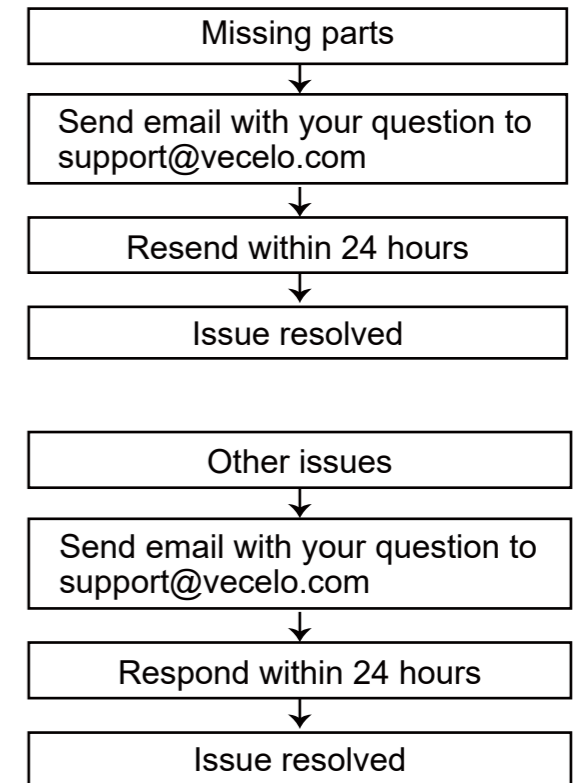 Missing parts
Send email with your question to
support@vecelo.com
Resend within 24 hours
Issue resolved
Other issues
Send email with your question to
support@vecelo.com
Respond within 24 hours
Issue resolved